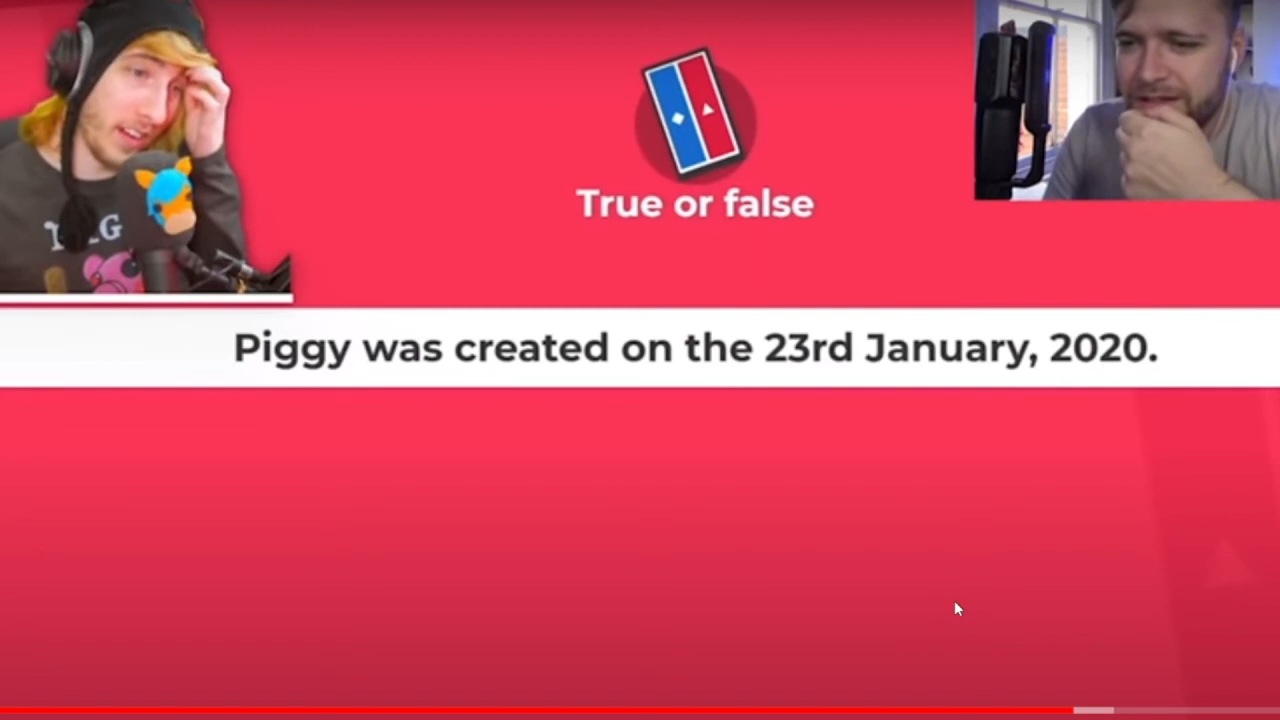 True or false
Piggy was created on the 23rd January, 2020.